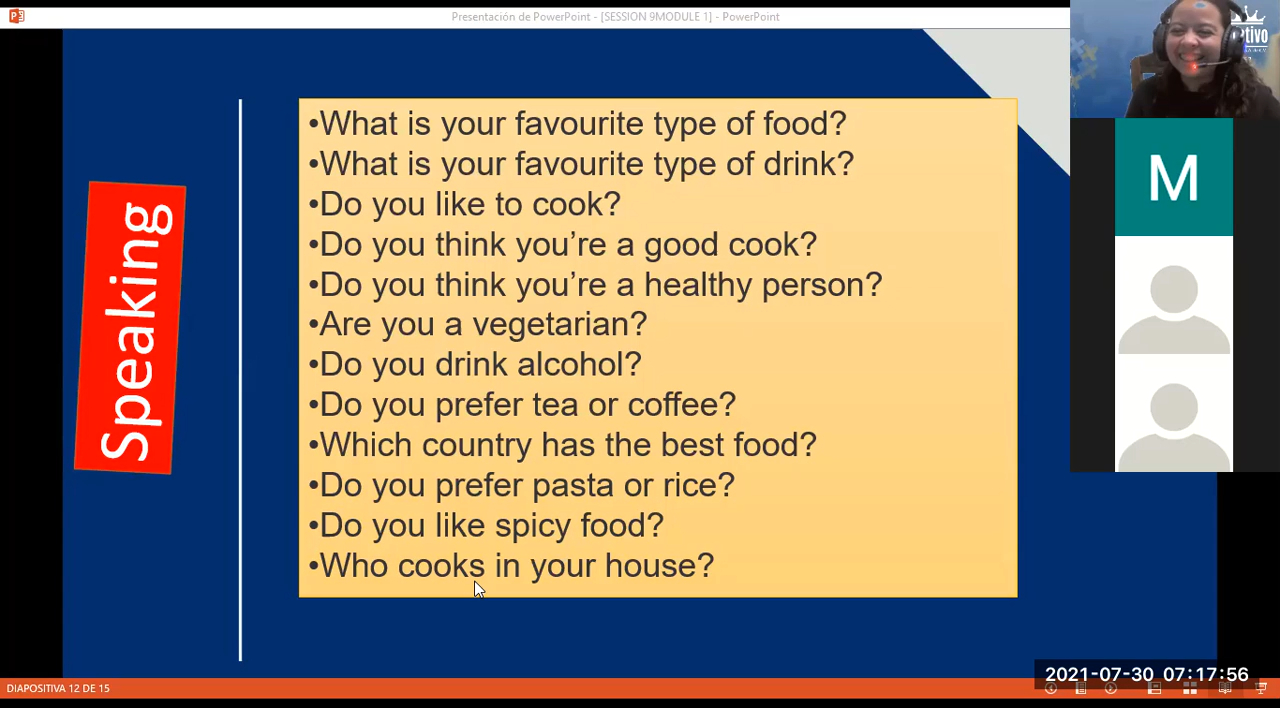 Presentación de PowerPoint - [SESSION 9MODULE 1] - PowerPoint
Speaking
•What is your favourite type of food?
•What is your favourite type of drink?
•Do you like to cook?
•Do you think you’re a good cook?
•Do you think you’re a healthy person?
•Are you a vegetarian?
•Do you drink alcohol?
•Do you prefer tea or coffee?
•Which country has the best food?
•Do you prefer pasta or rice?
•Do you like spicy food?
•Who cooks in your house?
M
2021-07-30 07:17:56
DIAPOSITIVA 12 DE 15